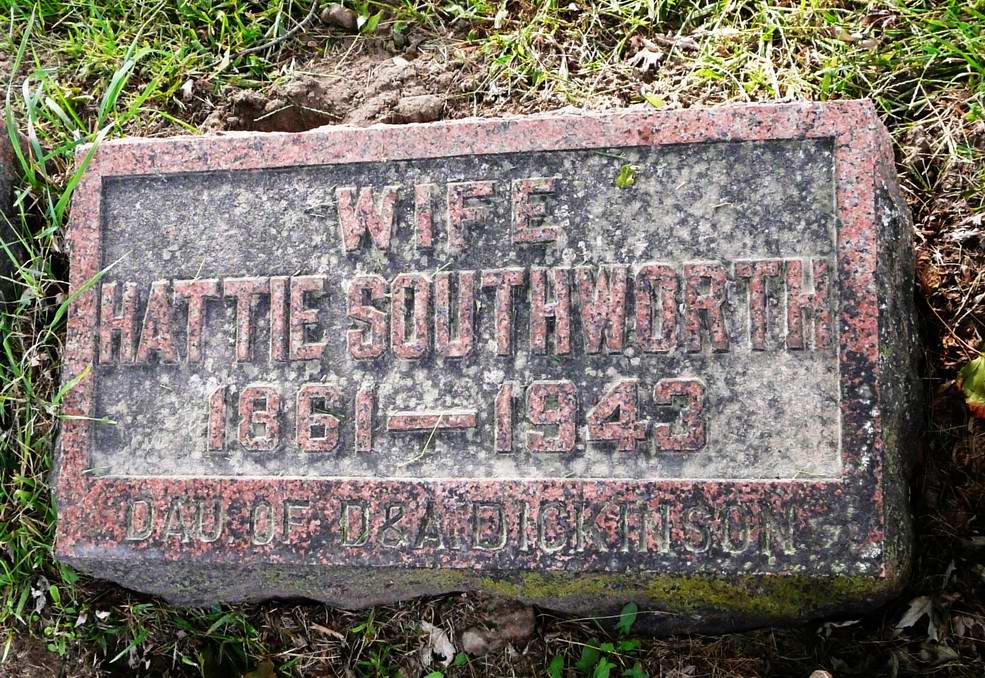 WIFE
HATTIE SOUTHWORTH
1861—1943
DAU. OF D.&A. DICKINSON